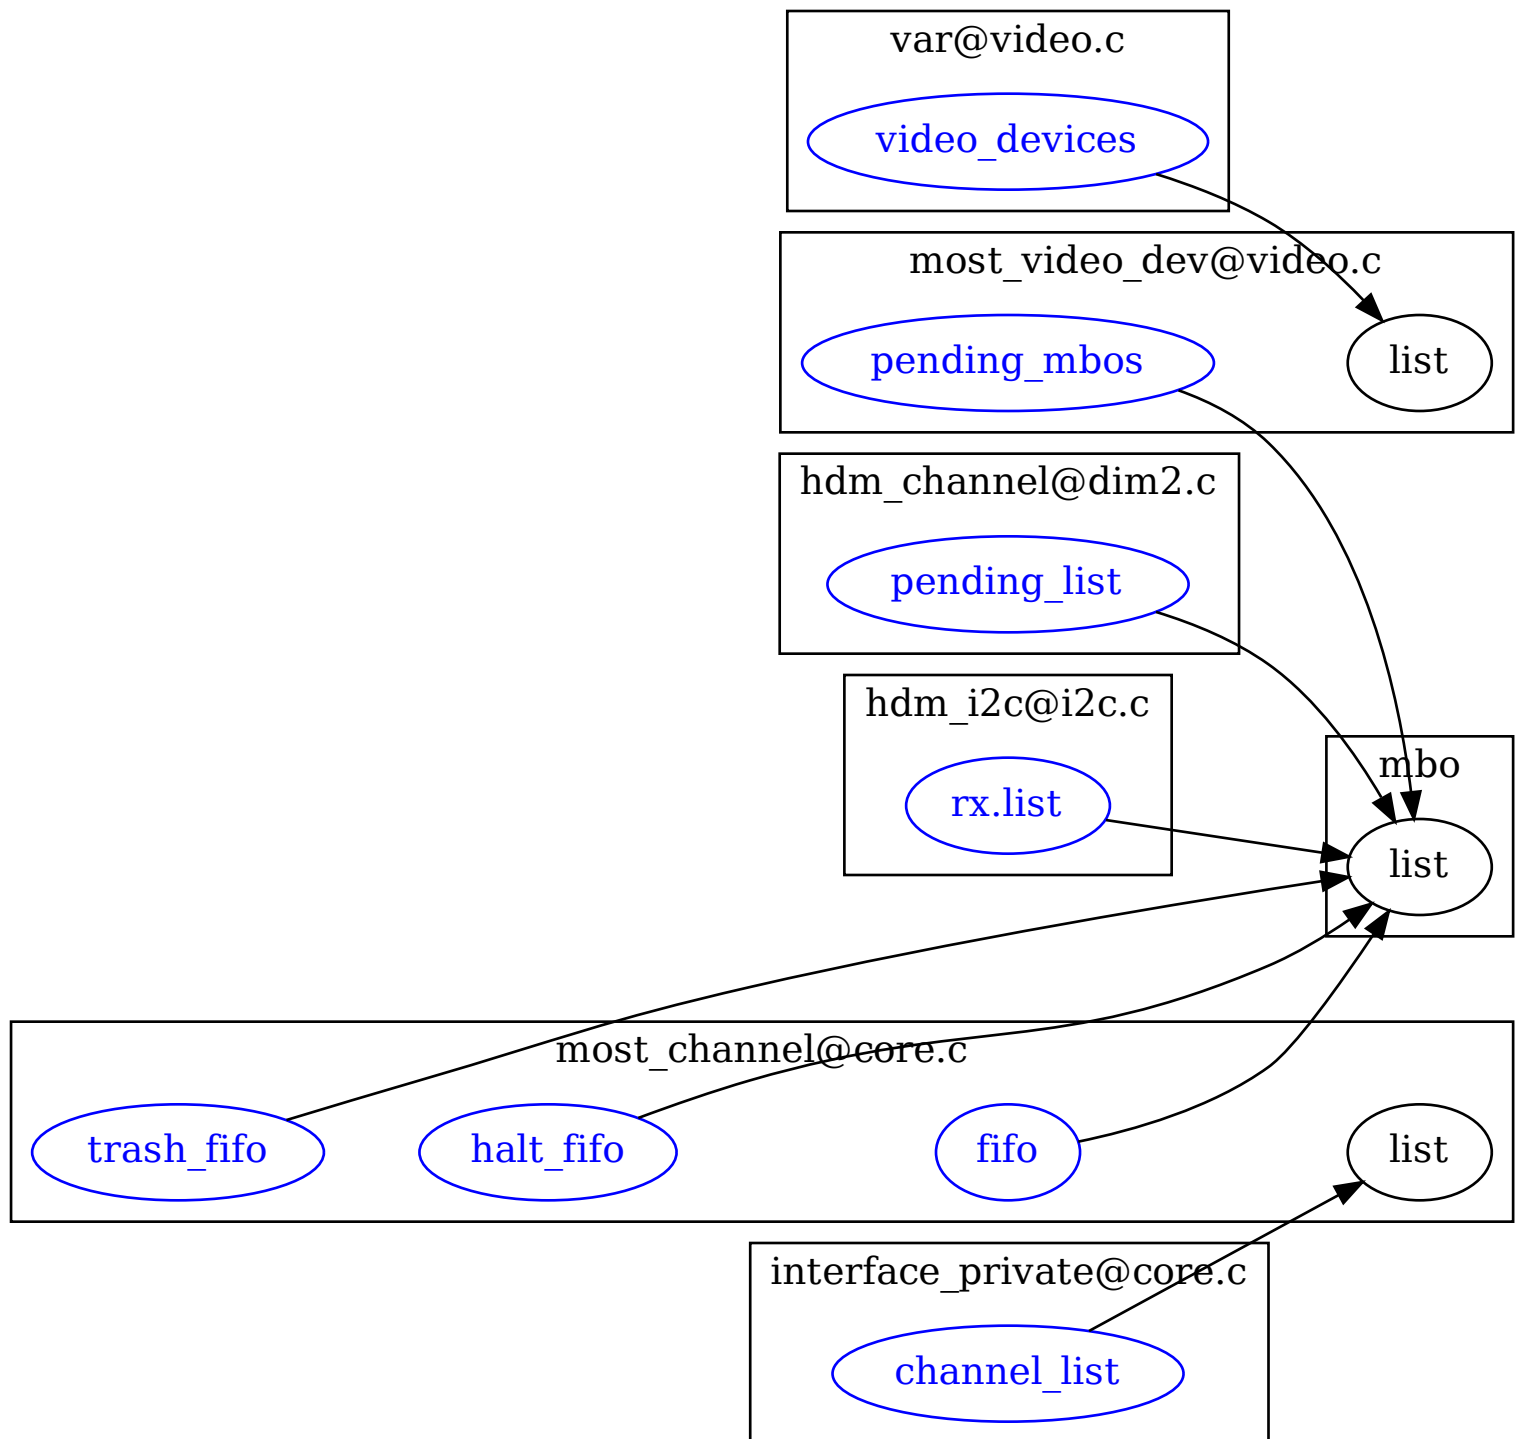 var@video.c
video_devices
most_video_dev@video.c
pending_mbos
list
hdm_channel@dim2.c
pending_list
hdm_i2c@i2c.c
rx.list
mbo
list
most_channel@core.c
trash_fifo
halt_fifo
fifo
list
interface_private@core.c
channel_list